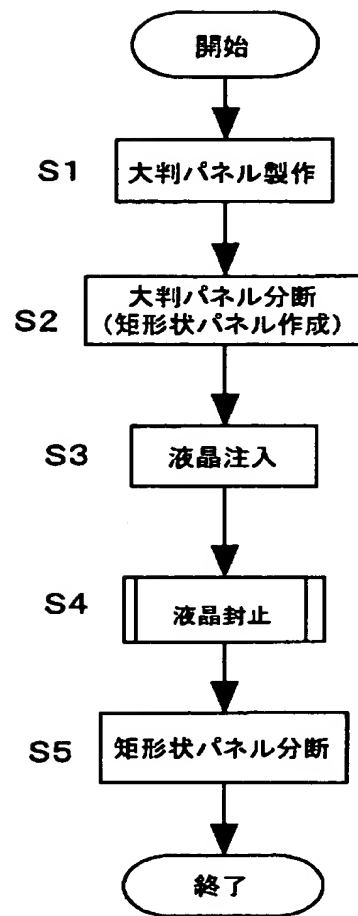 開始
S1
大判パネル製作
S2
大判パネル分断
(矩形状パネル作成)
S3
液晶注入
S4
液晶封止
S5
矩形状パネル分断
終了